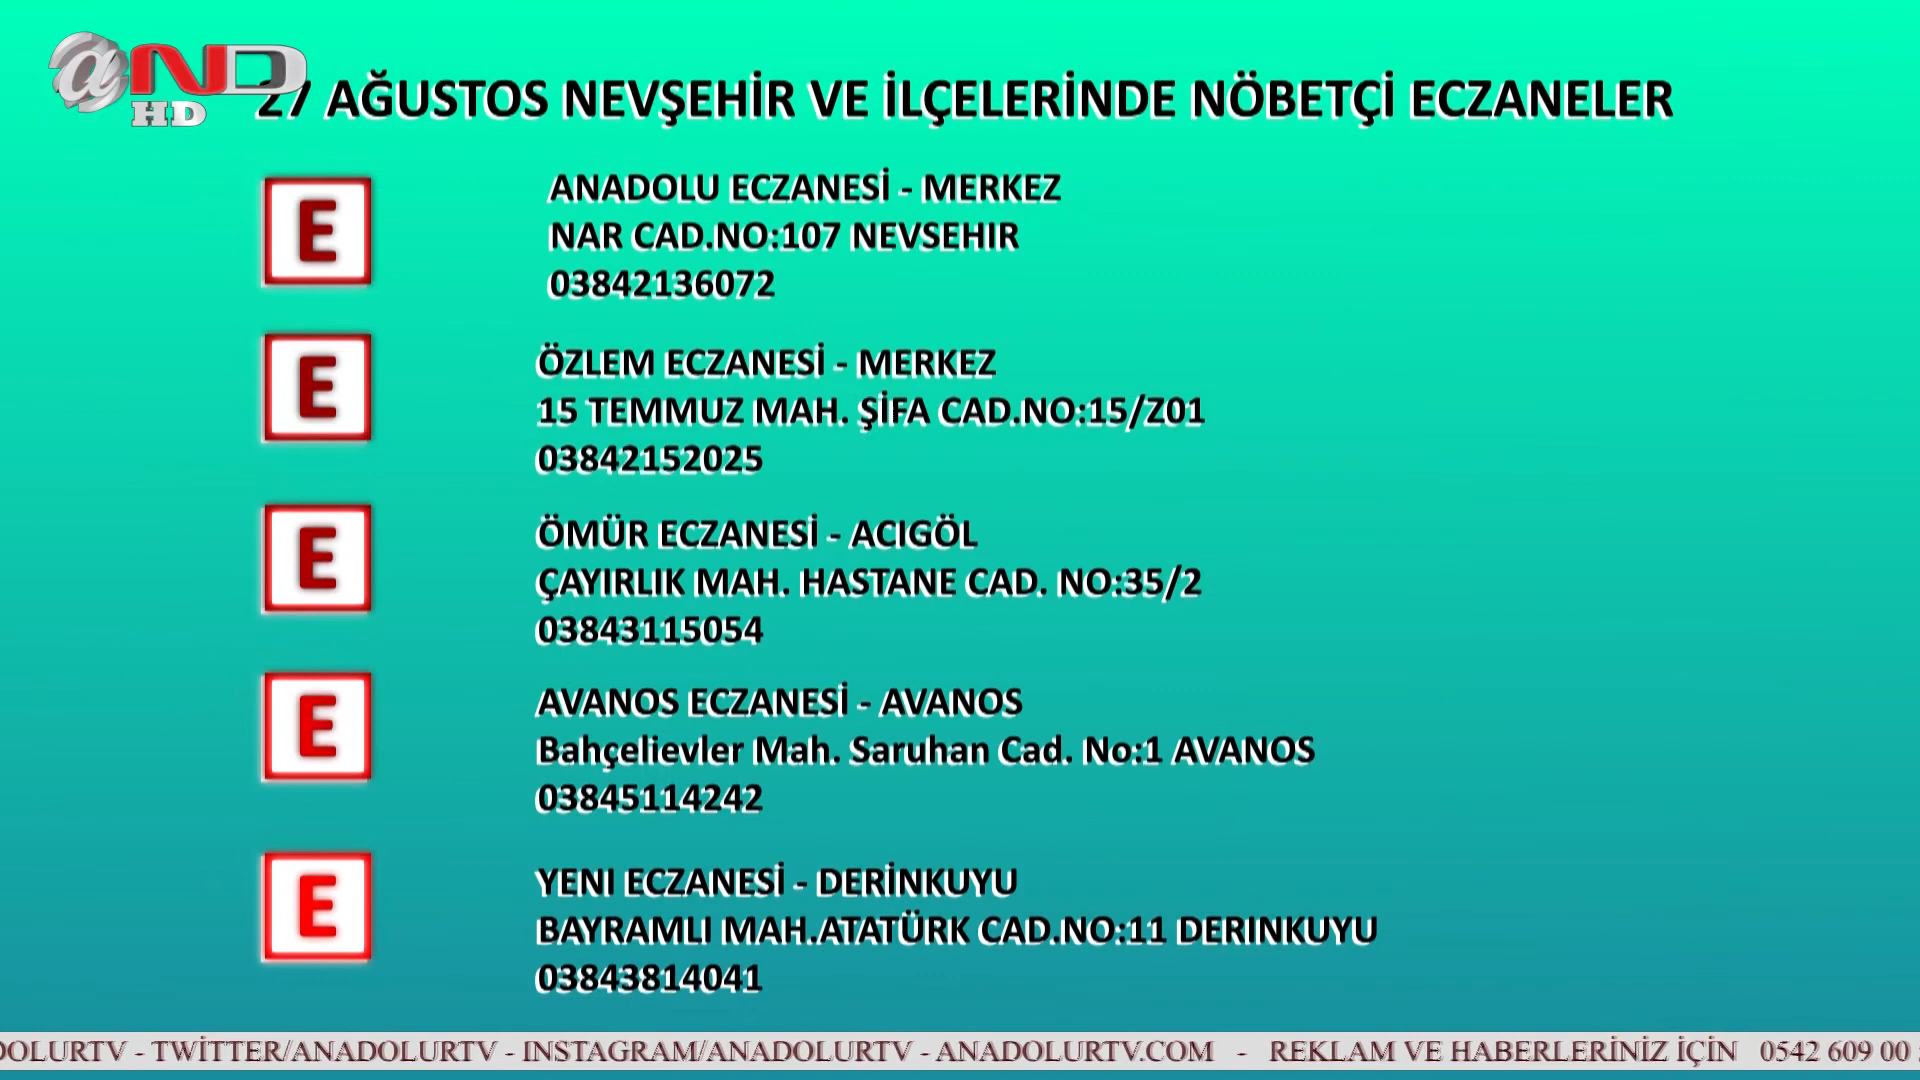 @ND
HD
27 AĞUSTOS NEVŞEHİR VE İLÇELERİNDE NÖBETÇİ ECZANELER
E
ANADOLU ECZANESİ - MERKEZ
NAR CAD.NO:107 NEVSEHIR
03842136072
E
ÖZLEM ECZANESİ - MERKEZ
15 TEMMUZ MAH. ŞİFA CAD.NO:15/Z01
03842152025
E
ÖMÜR ECZANESİ - ACIGÖL
ÇAYIRLIK MAH. HASTANE CAD. NO:35/2
03843115054
E
AVANOS ECZANESİ - AVANOS
Bahçelievler Mah. Saruhan Cad. No:1 AVANOS
03845114242
E
YENI ECZANESİ - DERİNKUYU
BAYRAMLI MAH.ATATÜRK CAD.NO:11 DERINKUYU
03843814041
DOLURTV - TWİTTER/ANADOLURTV - INSTAGRAM/ANADOLURTV - ANADOLURTV.COM - REKLAM VE HABERLERİNİZ İÇİN 0542 609 00